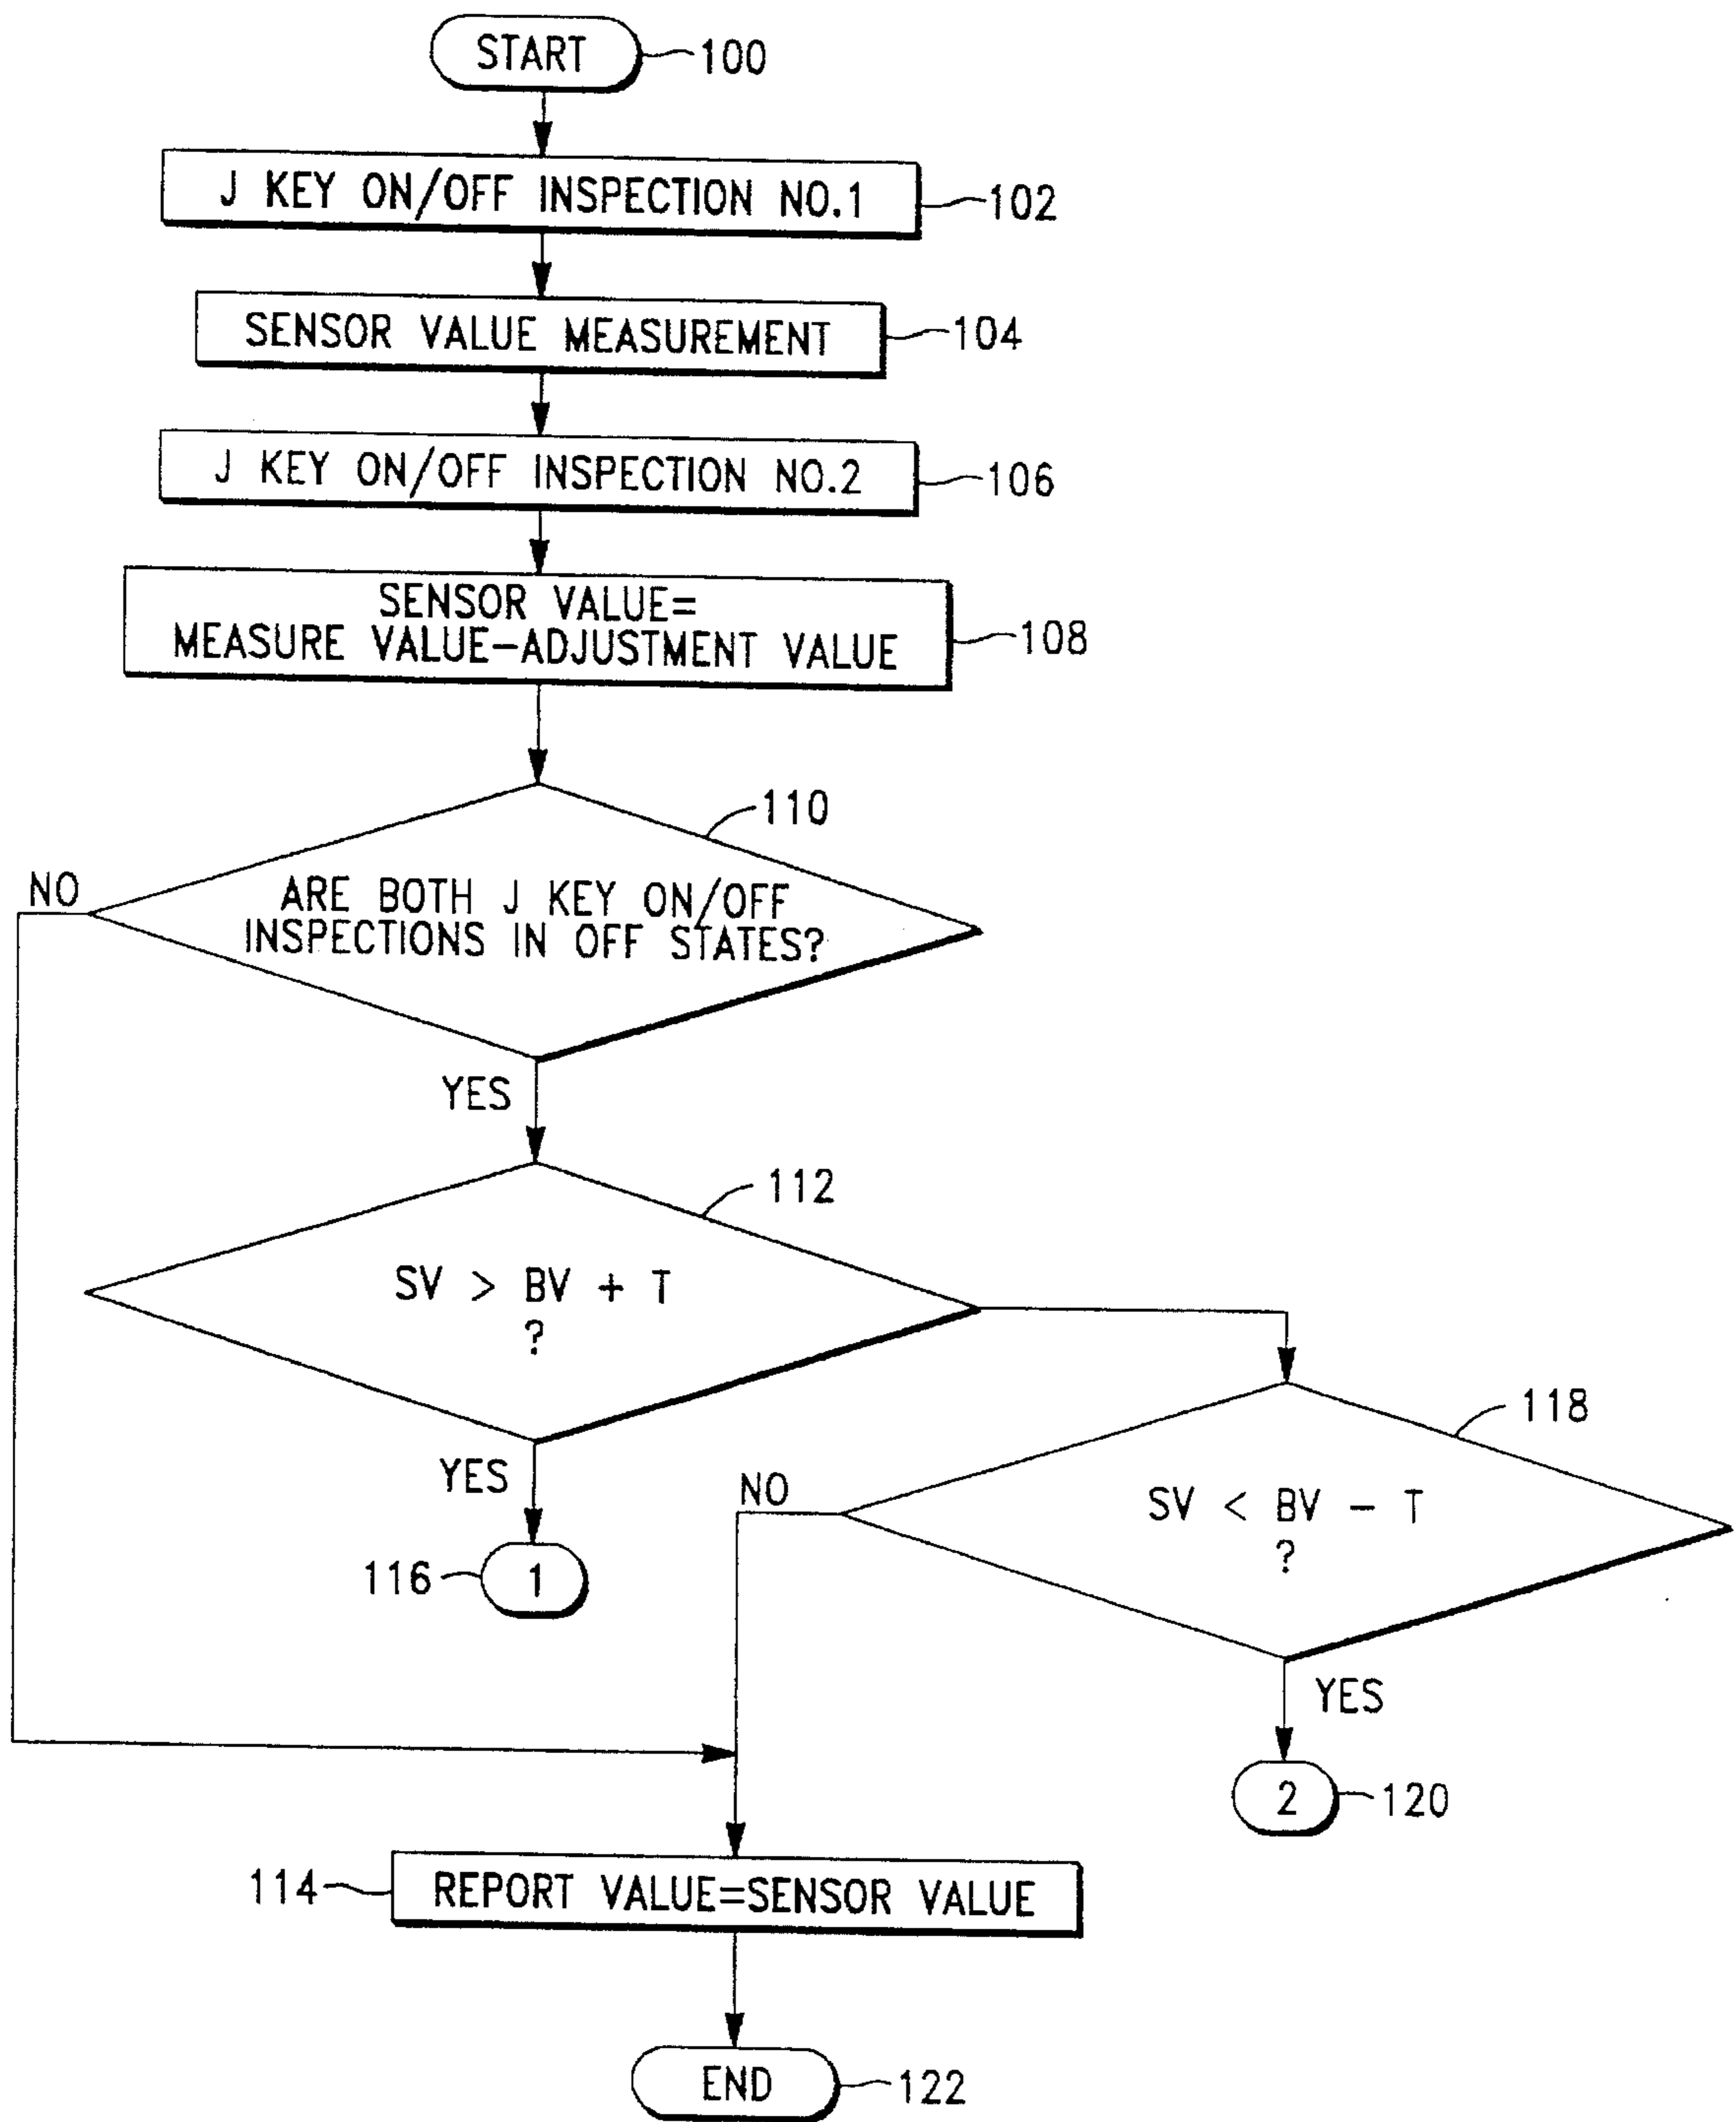 START
100
J KEY ON/OFF INSPECTION NO.1
102
SENSOR VALUE MEASUREMENT
104
J KEY ON/OFF INSPECTION NO.2
106
SENSOR VALUE=
MEASURE VALUE-ADJUSTMENT VALUE
108
110
NO
ARE BOTH J KEY ON/OFF
INSPECTIONS IN OFF STATES?
YES
112
SV > BV + T
?
YES
116
1
118
NO
SV < BV - T
?
YES
2
120
114
REPORT VALUE=SENSOR VALUE
END
122